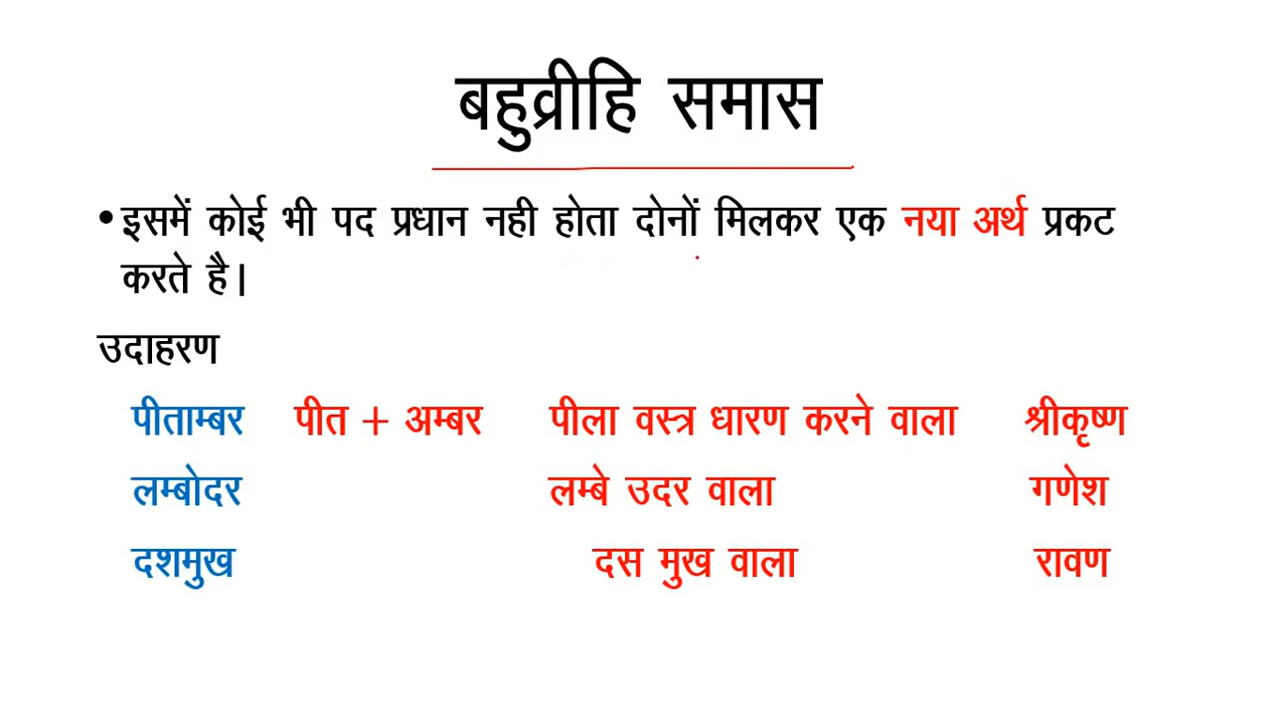 बहुव्रीहि समास
•इसमें कोई भी पद प्रधान नही होता दोनों मिलकर एक नया अर्थ प्रकट
करते है।
उदाहरण
पीताम्बर पीत + अम्बर पीला वस्त्र धारण करने वाला श्रीकृष्ण
लम्बोदर लम्बे उदर वाला गणेश
दशमुख दस मुख वाला रावण